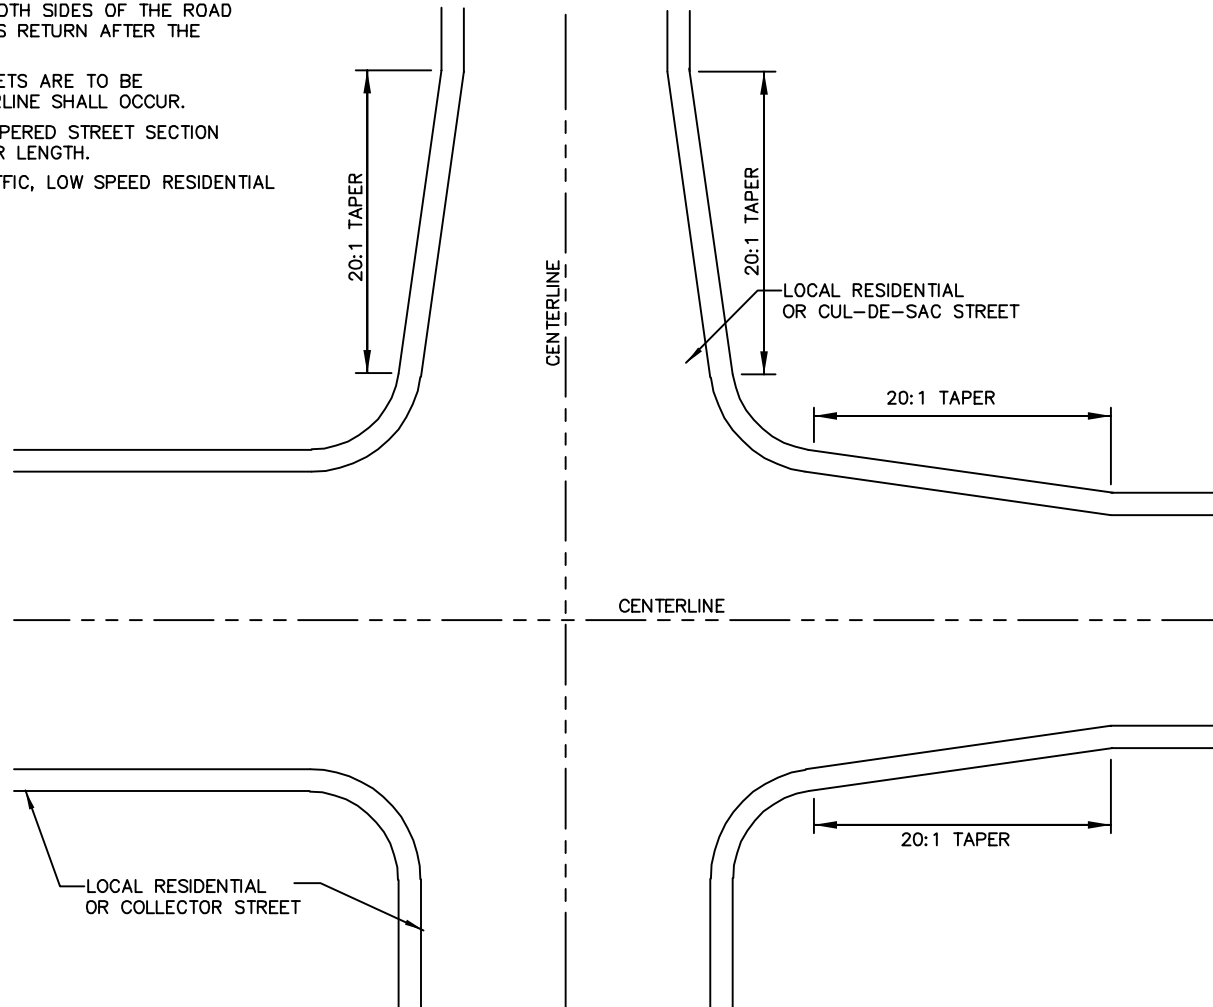 OTH SIDES OF THE ROAD
S RETURN AFTER THE
ETS ARE TO BE
RLINE SHALL OCCUR.
PERED STREET SECTION
R LENGTH.
FFIC, LOW SPEED RESIDENTIAL
20:1 TAPER
20:1 TAPER
CENTERLINE
LOCAL RESIDENTIAL
OR CUL-DE-SAC STREET
20:1 TAPER
CENTERLINE
20:1 TAPER
LOCAL RESIDENTIAL
OR COLLECTOR STREET